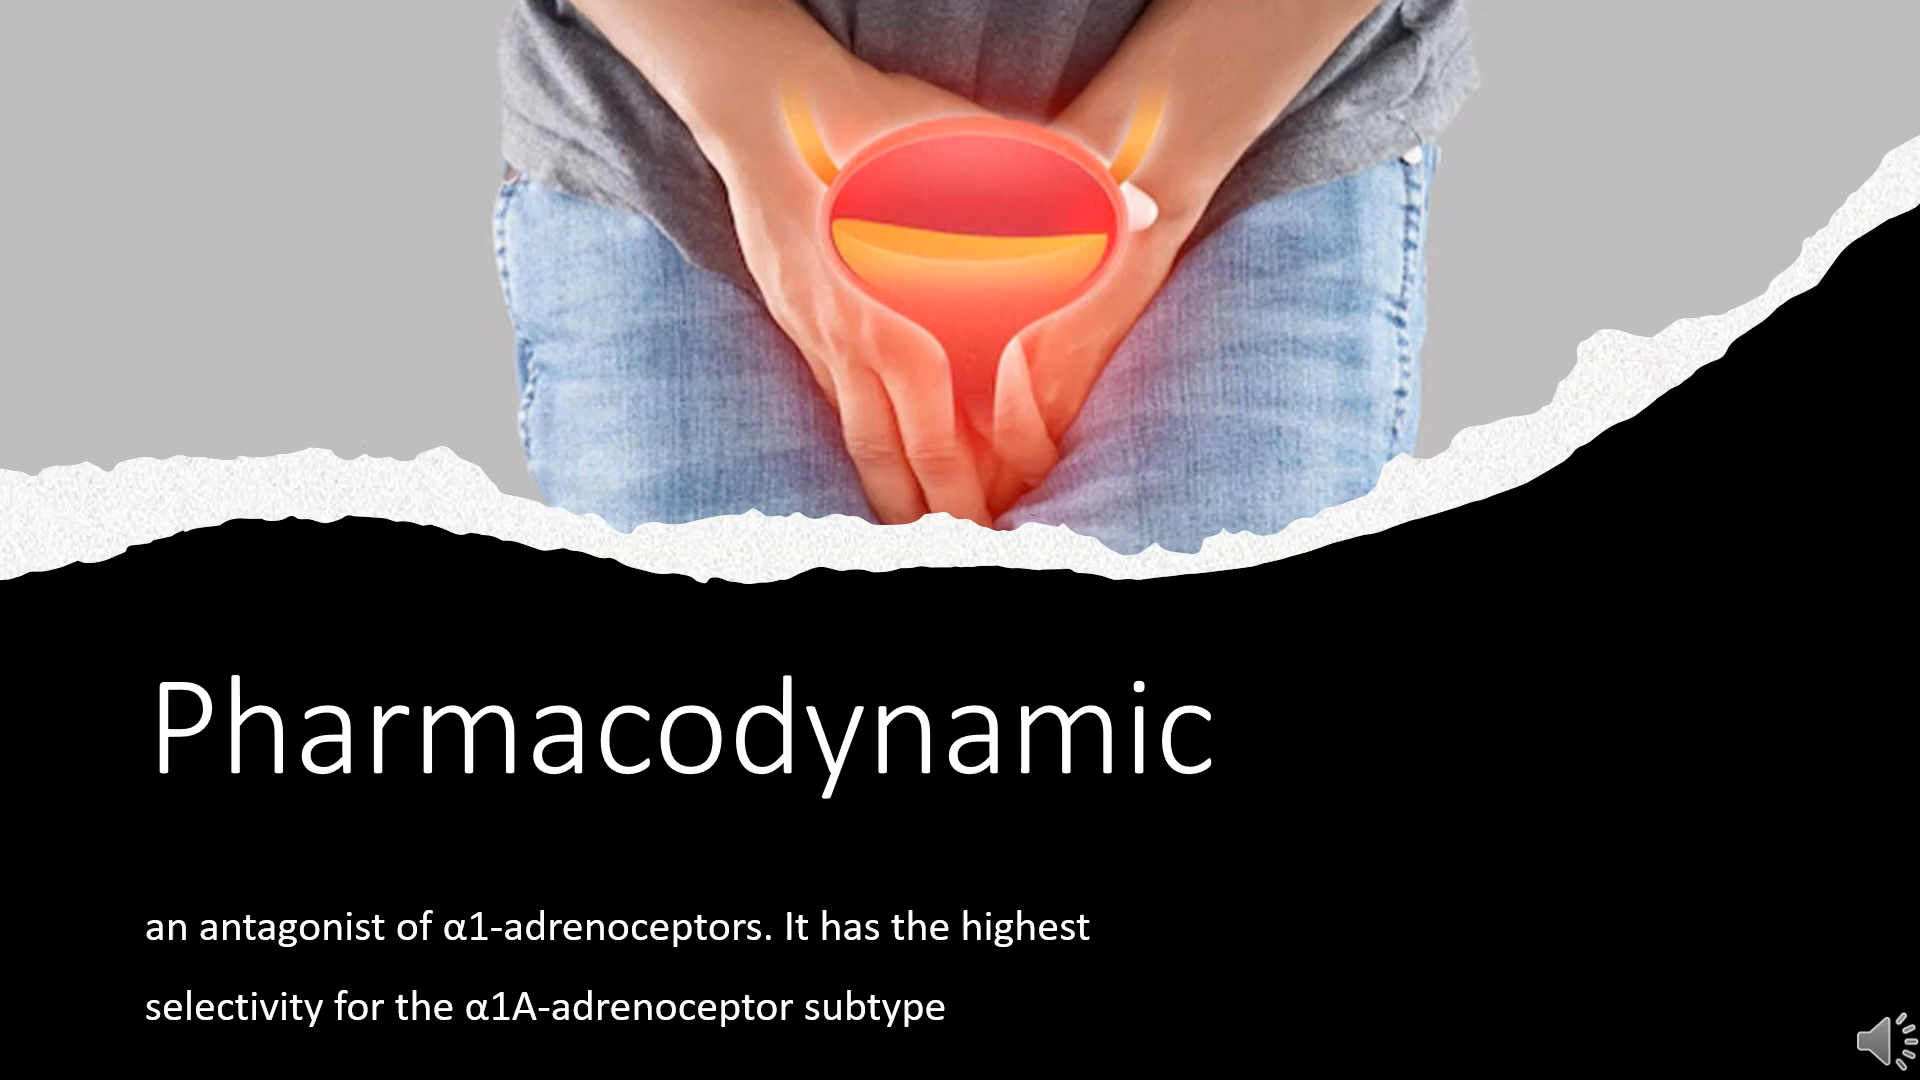 Pharmacodynamic
an antagonist of α1-adrenoceptors. It has the highest
selectivity for the α1A-adrenoceptor subtype